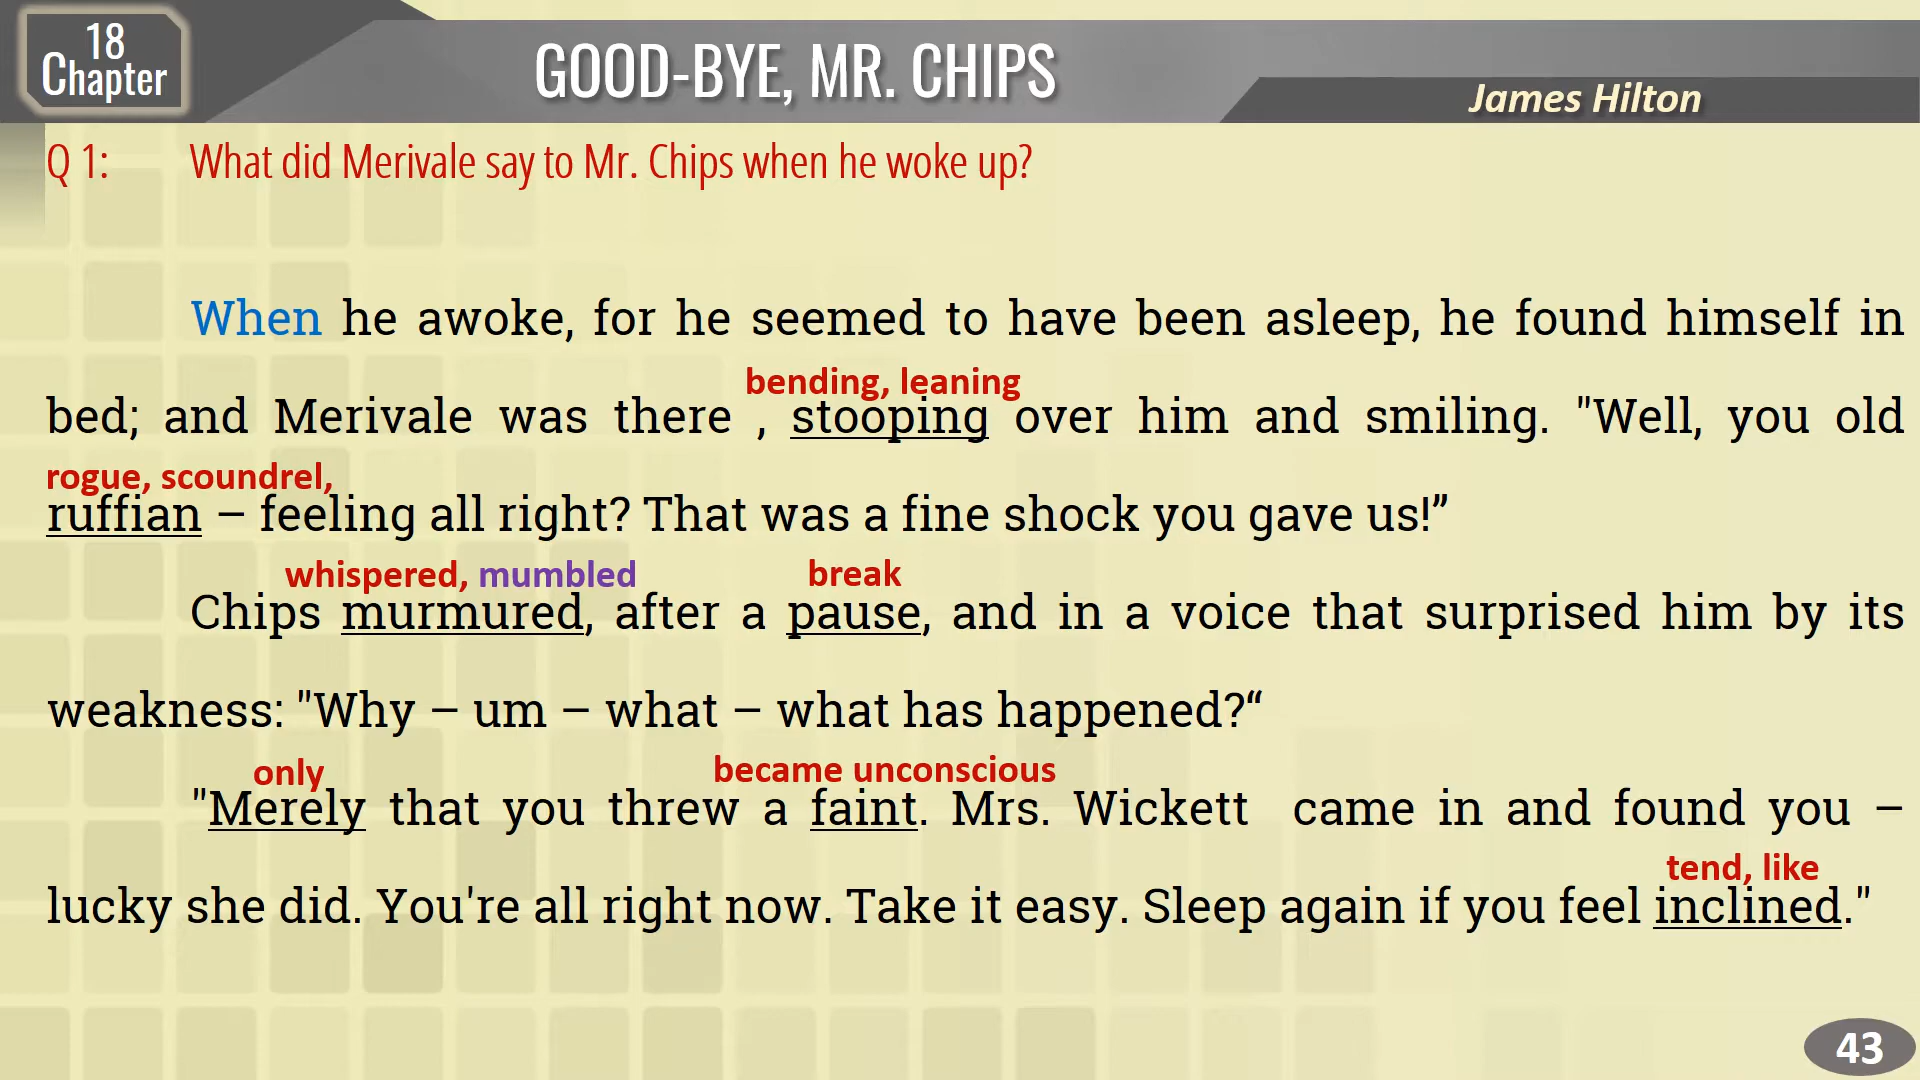 18
Chapter
GOOD-BYE, MR. CHIPS
James Hilton
Q 1: What did Merivale say to Mr. Chips when he woke up?
When he awoke, for he seemed to have been asleep, he found himself in
bending, leaning
bed; and Merivale was there , stooping over him and smiling. "Well, you old
rogue, scoundrel,
ruffian – feeling all right? That was a fine shock you gave us!”
whispered, mumbled break
Chips murmured, after a pause, and in a voice that surprised him by its
weakness: "Why – um – what – what has happened?“
only became unconscious
"Merely that you threw a faint. Mrs. Wickett came in and found you –
tend, like
lucky she did. You're all right now. Take it easy. Sleep again if you feel inclined."
43